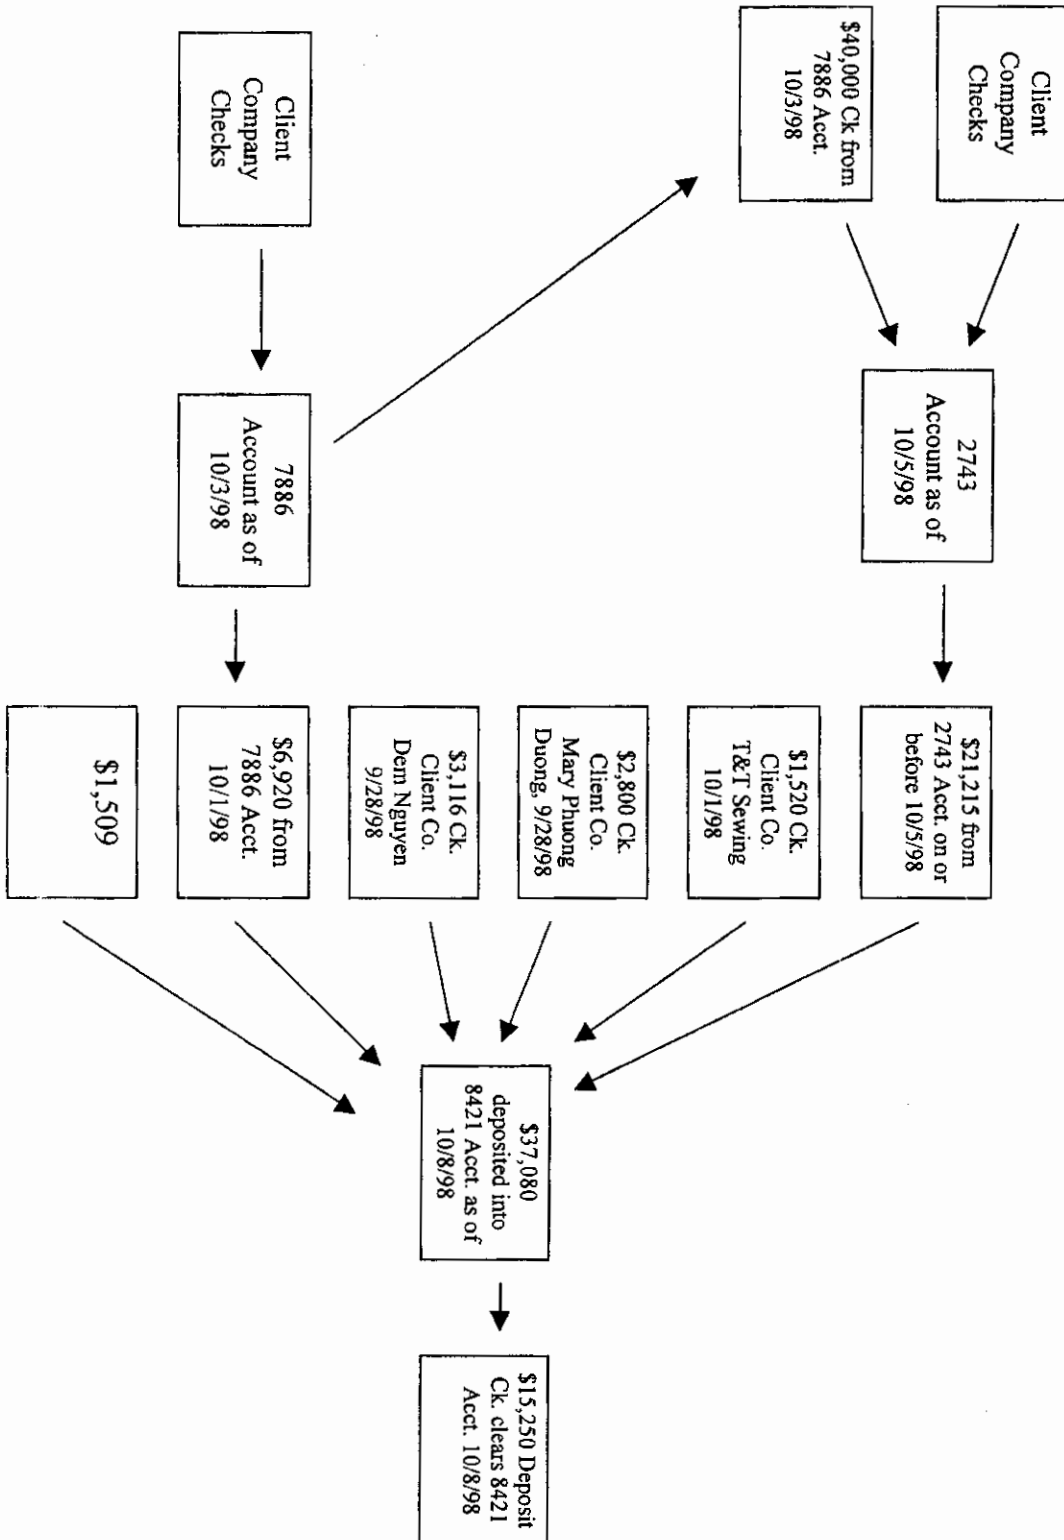 Client
Company
Checks
$40,000 Ck from
7886 Acct.
10/3/98
Client
Company
Checks
2743
Account as of
10/5/98
7886
Account as of
10/3/98
$21,215 from
2743 Acct. on or
before 10/5/98
$1,520 Ck.
Client Co.
T&T Sewing
10/1/98
$2,800 Ck.
Client Co.
Mary Phuong
Duong, 9/28/98
$3,116 Ck.
Client Co.
Dem Nguyen
9/28/98
$6,920 from
7886 Acct.
10/1/98
$1,509
$37,080
deposited into
8421 Acct. as of
10/8/98
$15,250 Deposit
Ck. clears 8421
Acct. 10/8/98